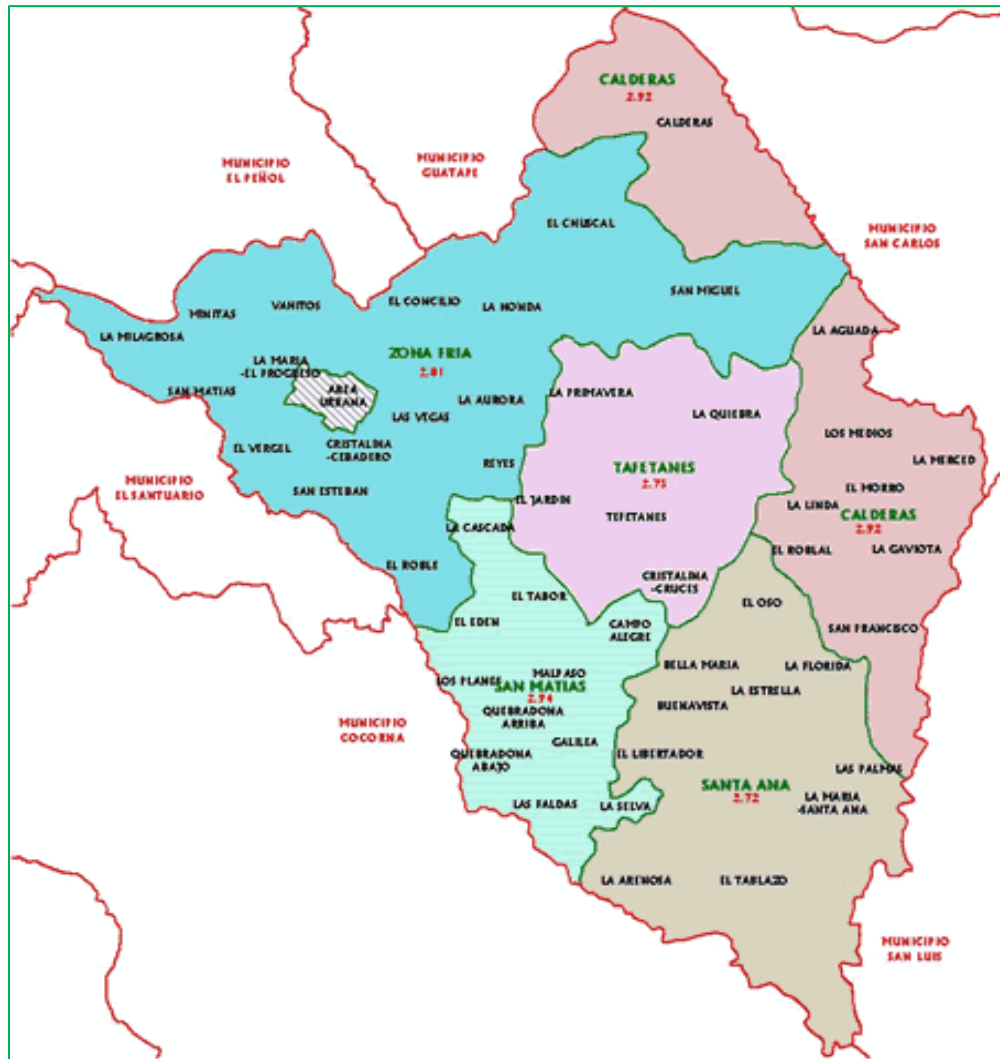 CALDERAS
2.92
CALDERAS
MUNICIPIO
EL PEÑOL
MUNICIPIO
GUATAPE
EL CHUSCAL
MUNICIPIO
SAN CARLOS
SAN MIGUEL
MINITAS
VANITOS
EL CONCILIO
LA HONDA
LA MILAGROSA
LA AGUADA
ZONA FRIA
2.81
LA MARIA
-EL PROGRESO
SAN MATIAS
AREA
URBANA
LA AURORA
LAS VEGAS
LA PRIMAVERA
LA QUIEBRA
EL VERGEL
CRISTALINA
-CEBADERO
LOS MEDIOS
LA MERCED
REYES
TAFETANES
2.75
MUNICIPIO
EL SANTUARIO
SAN ESTEBAN
EL JARDIN
TEFETANES
EL MORRO
LA LINDA
CALDERAS
2.92
LA CASCADA
EL ROBLAL
LA GAVIOTA
EL ROBLE
CRISTALINA
-CRUCES
EL TABOR
EL OSO
EL EDEN
CAMPO
ALEGRE
SAN FRANCISCO
BELLA MARIA
LA FLORIDA
MALPASO
LOS PLANES
SAN MATIAS
2.94
LA ESTRELLA
BUENAVISTA
QUEBRADONA
ARRIBA
MUNICIPIO
COCORNA
GALILEA
EL LIBERTADOR
QUEBRADONA
ABAJO
LAS PALMAS
SANTA ANA
2.72
LA MARIA
-SANTA ANA
LAS FALDAS
LA SELVA
LA ARENOSA
EL TABLAZO
MUNICIPIO
SAN LUIS